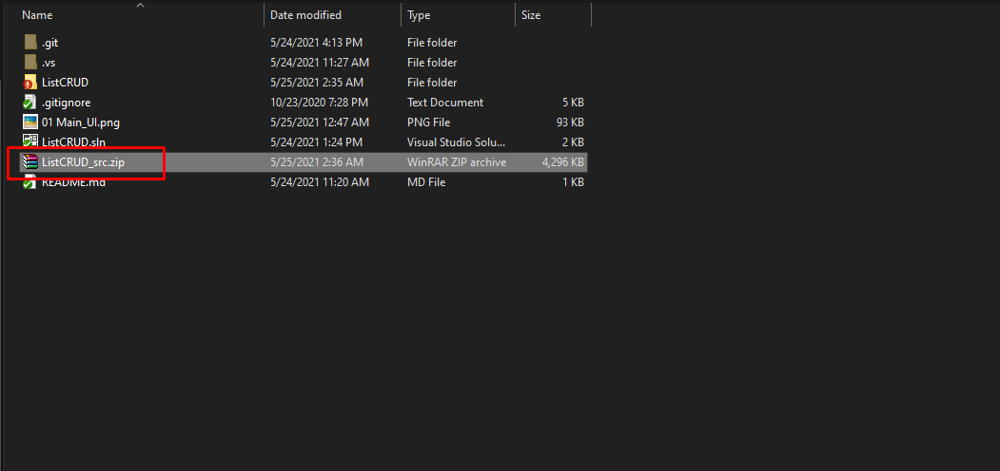 Name Date modified Type Size
.git 5/24/2021 4:13 PM File folder
.vs 5/24/2021 11:27 AM File folder
ListCRUD 5/25/2021 2:35 AM File folder
.gitignore 10/23/2020 7:28 PM Text Document 5 KB
01 Main_UI.png 5/25/2021 12:47 AM PNG File 93 KB
ListCRUD.sln 5/24/2021 1:24 PM Visual Studio Solu... 2 KB
ListCRUD_src.zip 5/25/2021 2:36 AM WinRAR ZIP archive 4,296 KB
README.md 5/24/2021 11:20 AM MD File 1 KB